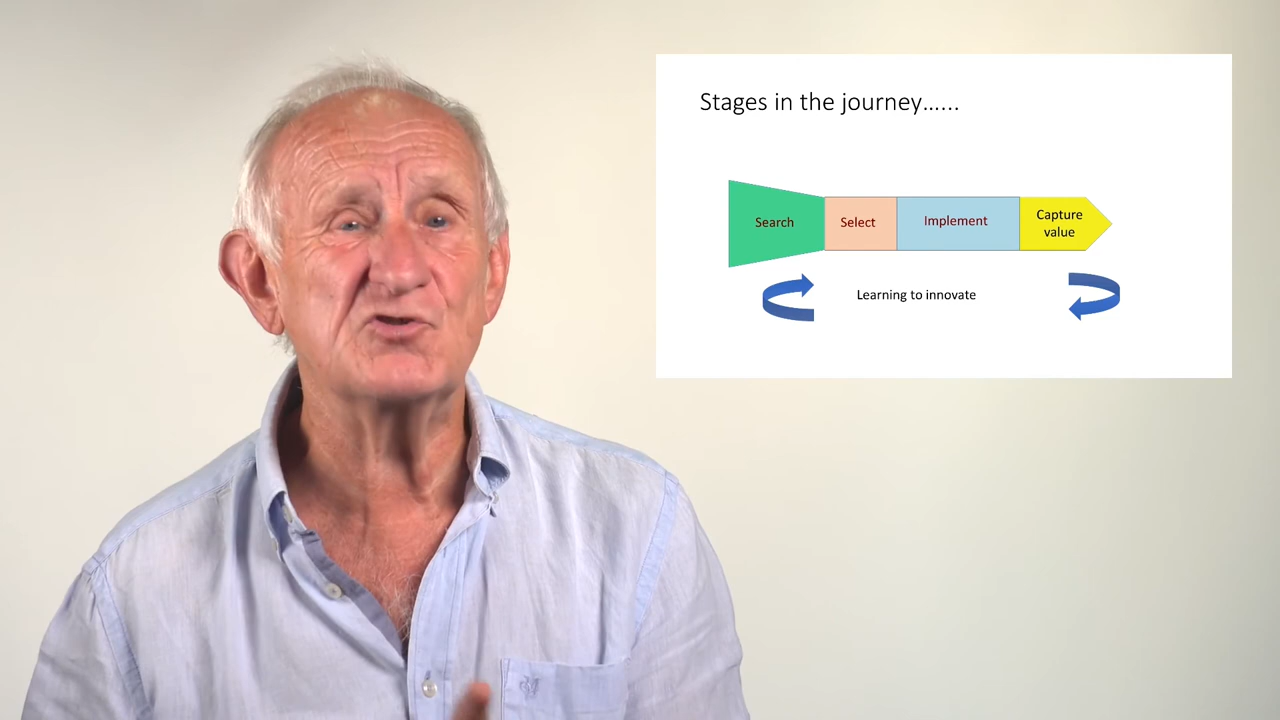 Stages in the journey......
Search
Select
Implement
Capture
value
Learning to innovate